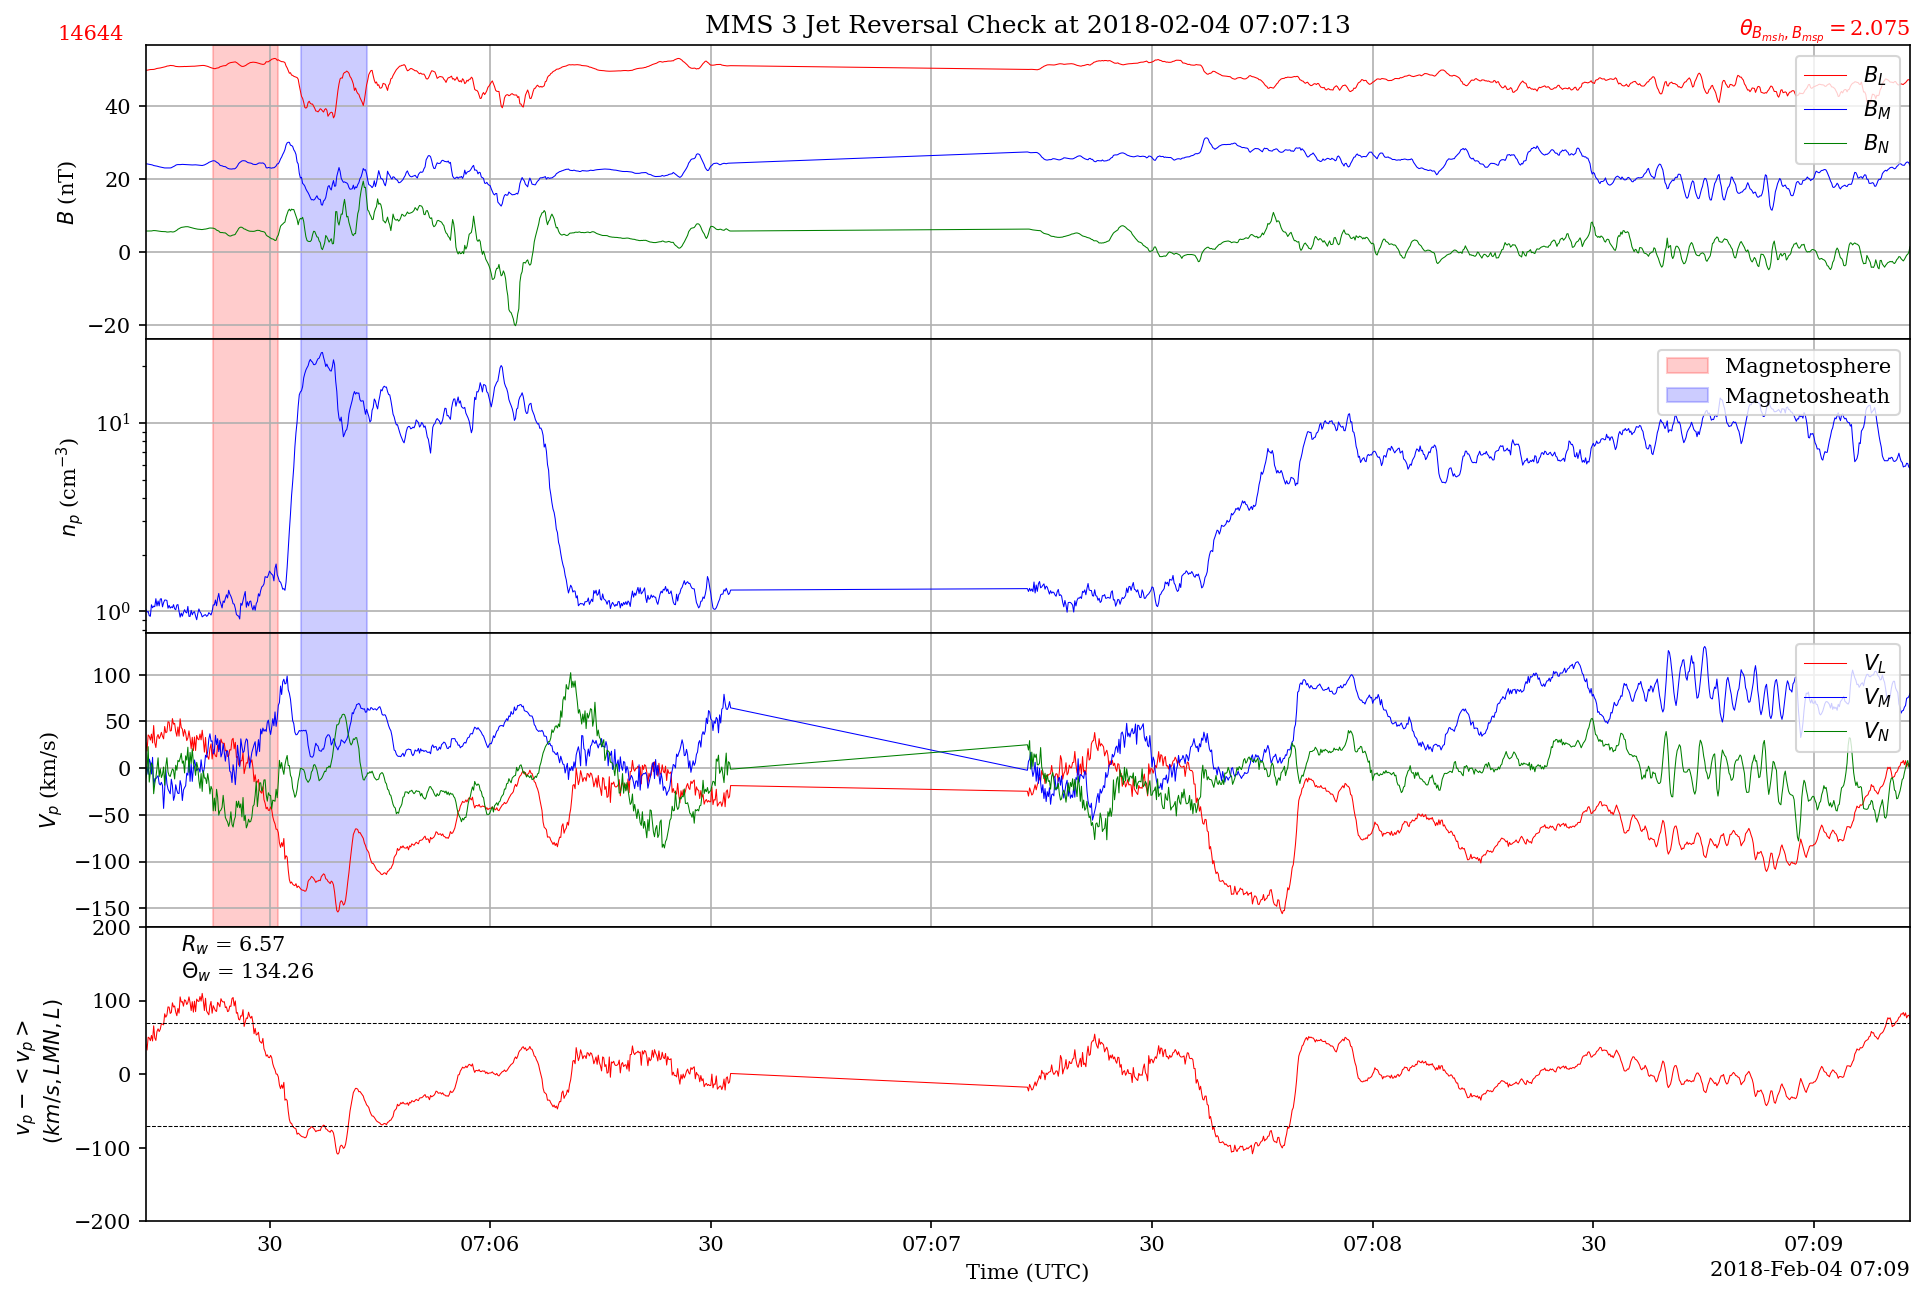 14644
MMS 3 Jet Reversal Check at 2018-02-04 07:07:13
θ_{B_{msh}, B_{msp}} = 2.075
B (nT)
40
20
0
−20
B_L
B_M
B_N
n_p (cm^{−3})
10^1
10^0
Magnetosphere
Magnetosheath
V_p (km/s)
100
50
0
−50
−100
−150
V_L
V_M
V_N
v_p − < v_p >
(km/s, LMN, L)
200
100
0
−100
−200
R_w = 6.57
Θ_w = 134.26
30
07:06
30
07:07
30
07:08
30
07:09
Time (UTC)
2018-Feb-04 07:09